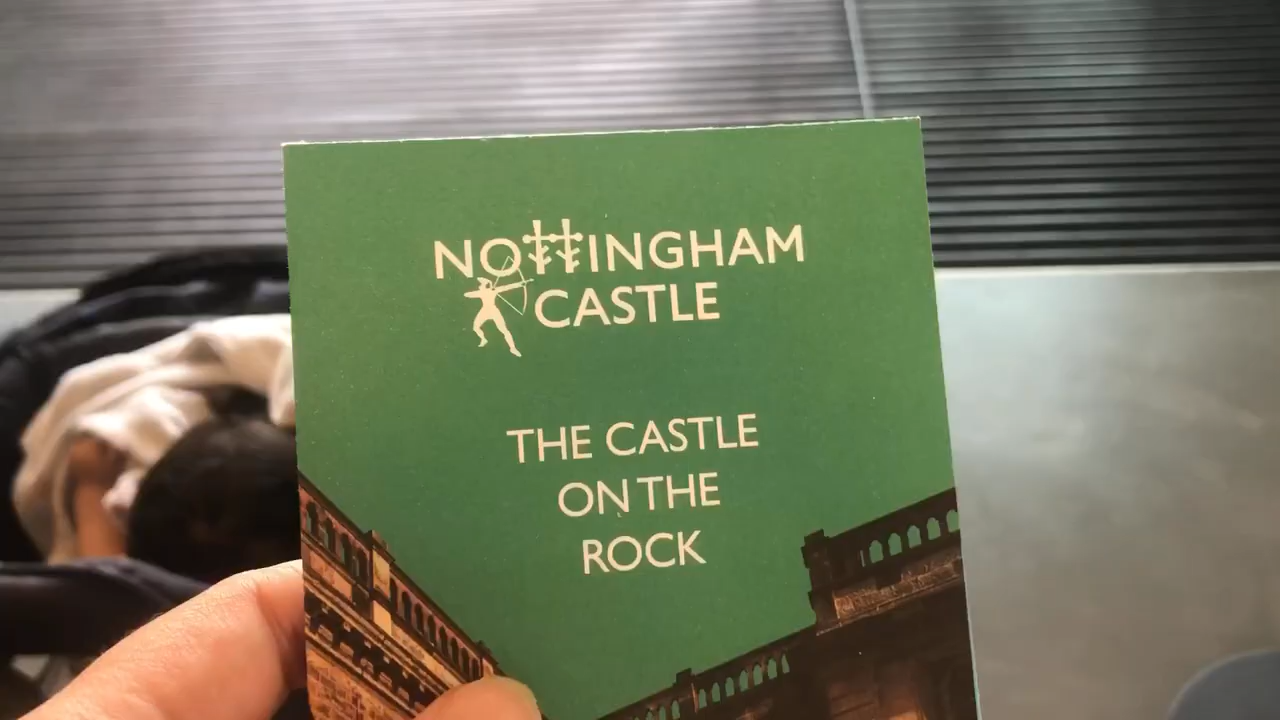 NOTTINGHAM
CASTLE
THE CASTLE
ON THE
ROCK